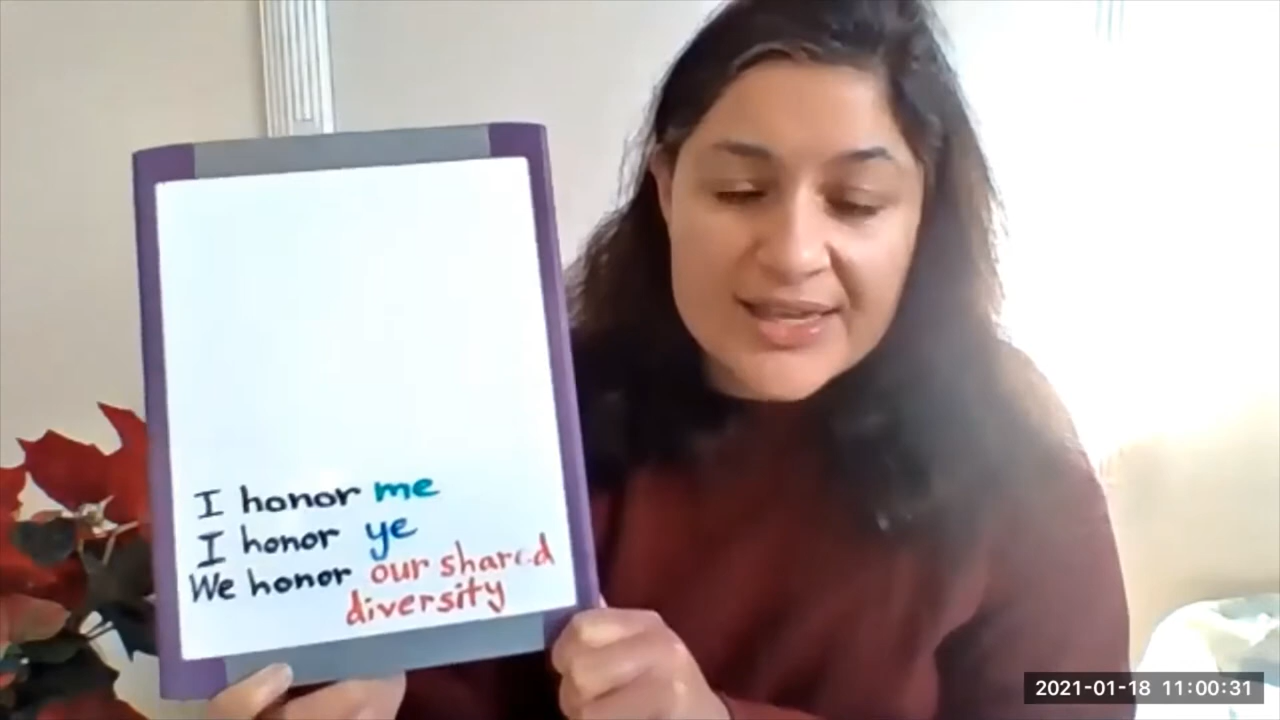 I honor me
I honor ye
We honor our shared
diversity
2021-01-18 11:00:31